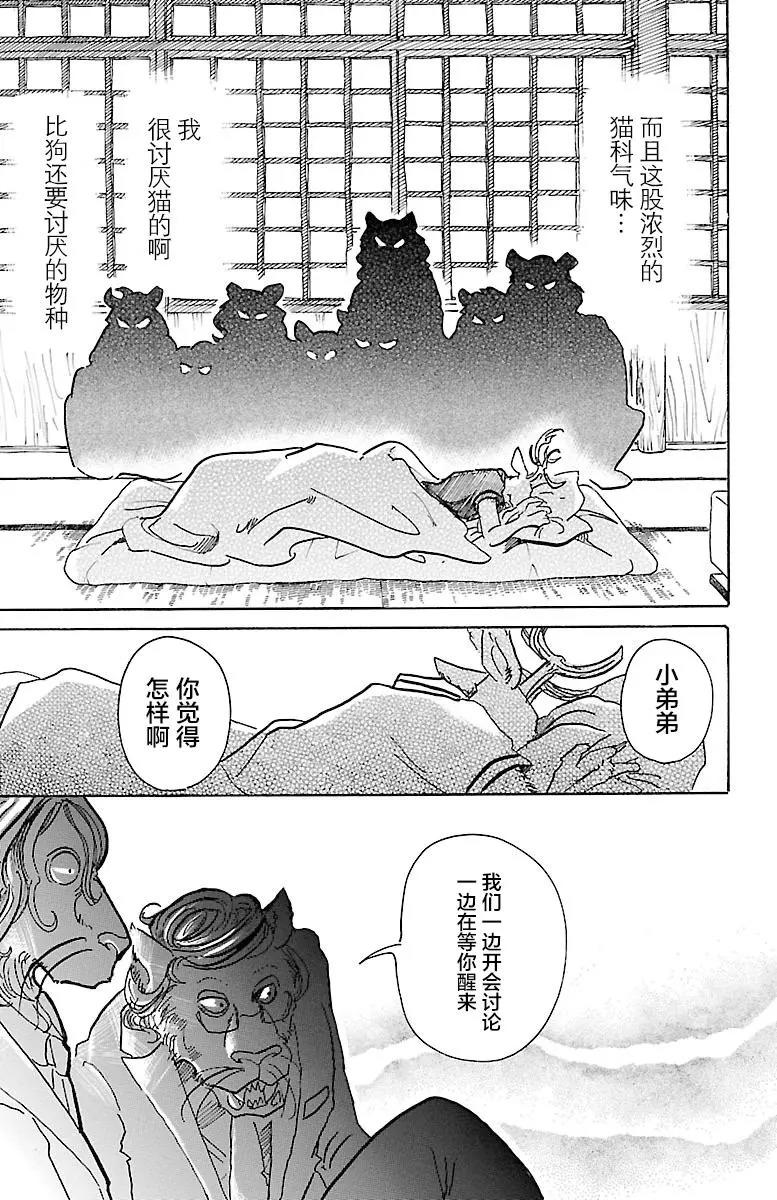 而且这股浓烈的
猫科气味…
我
很讨厌猫的啊
比狗还要讨厌的物种
小弟弟
你觉得
怎样啊
我们一边开会讨论
一边在等你醒来